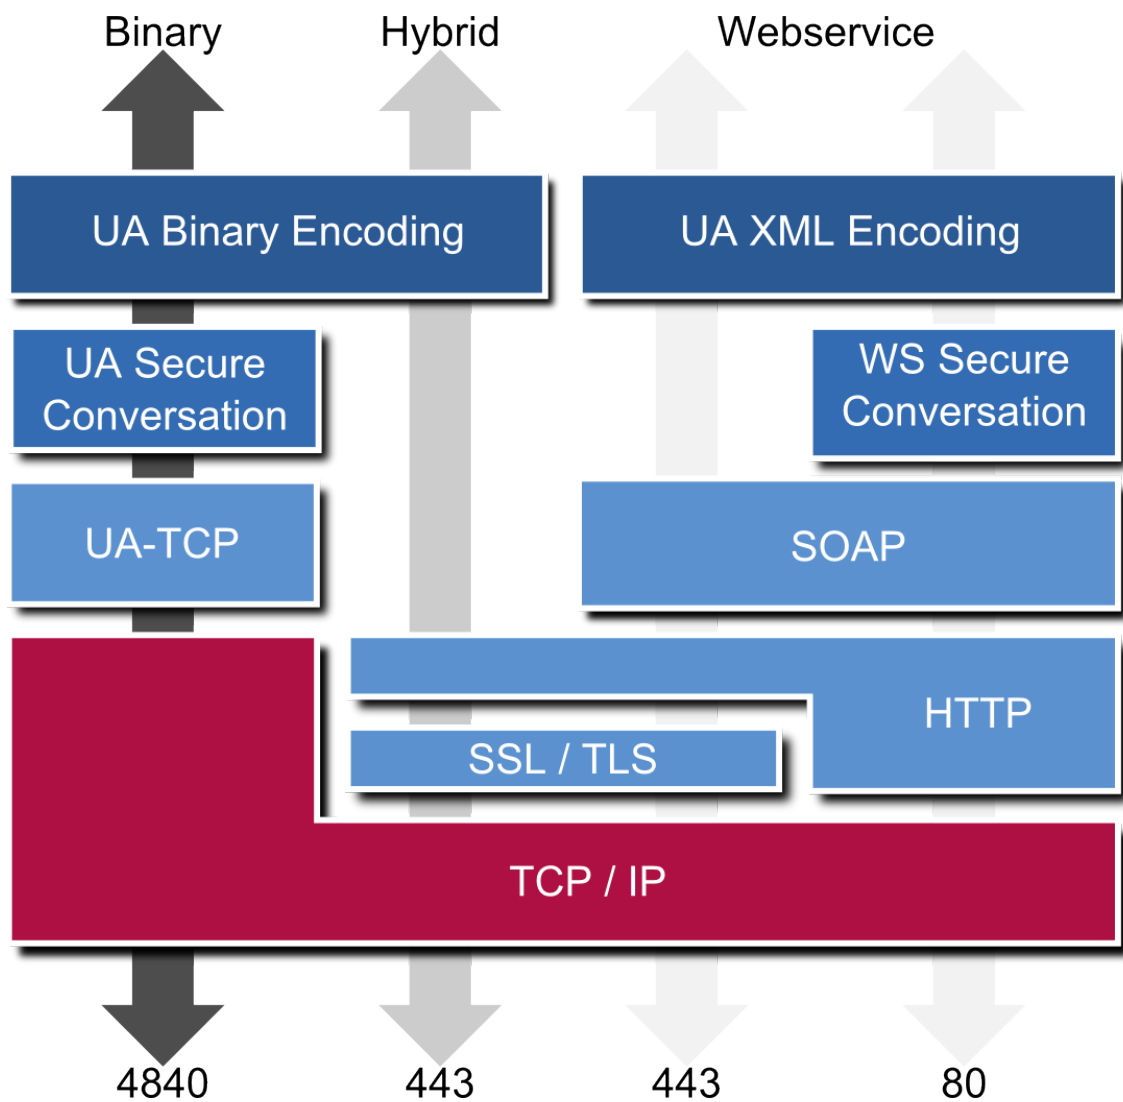 Binary
Hybrid
Webservice
UA Binary Encoding
UA XML Encoding
UA Secure
Conversation
WS Secure
Conversation
UA-TCP
SOAP
HTTP
SSL / TLS
TCP / IP
4840
443
443
80